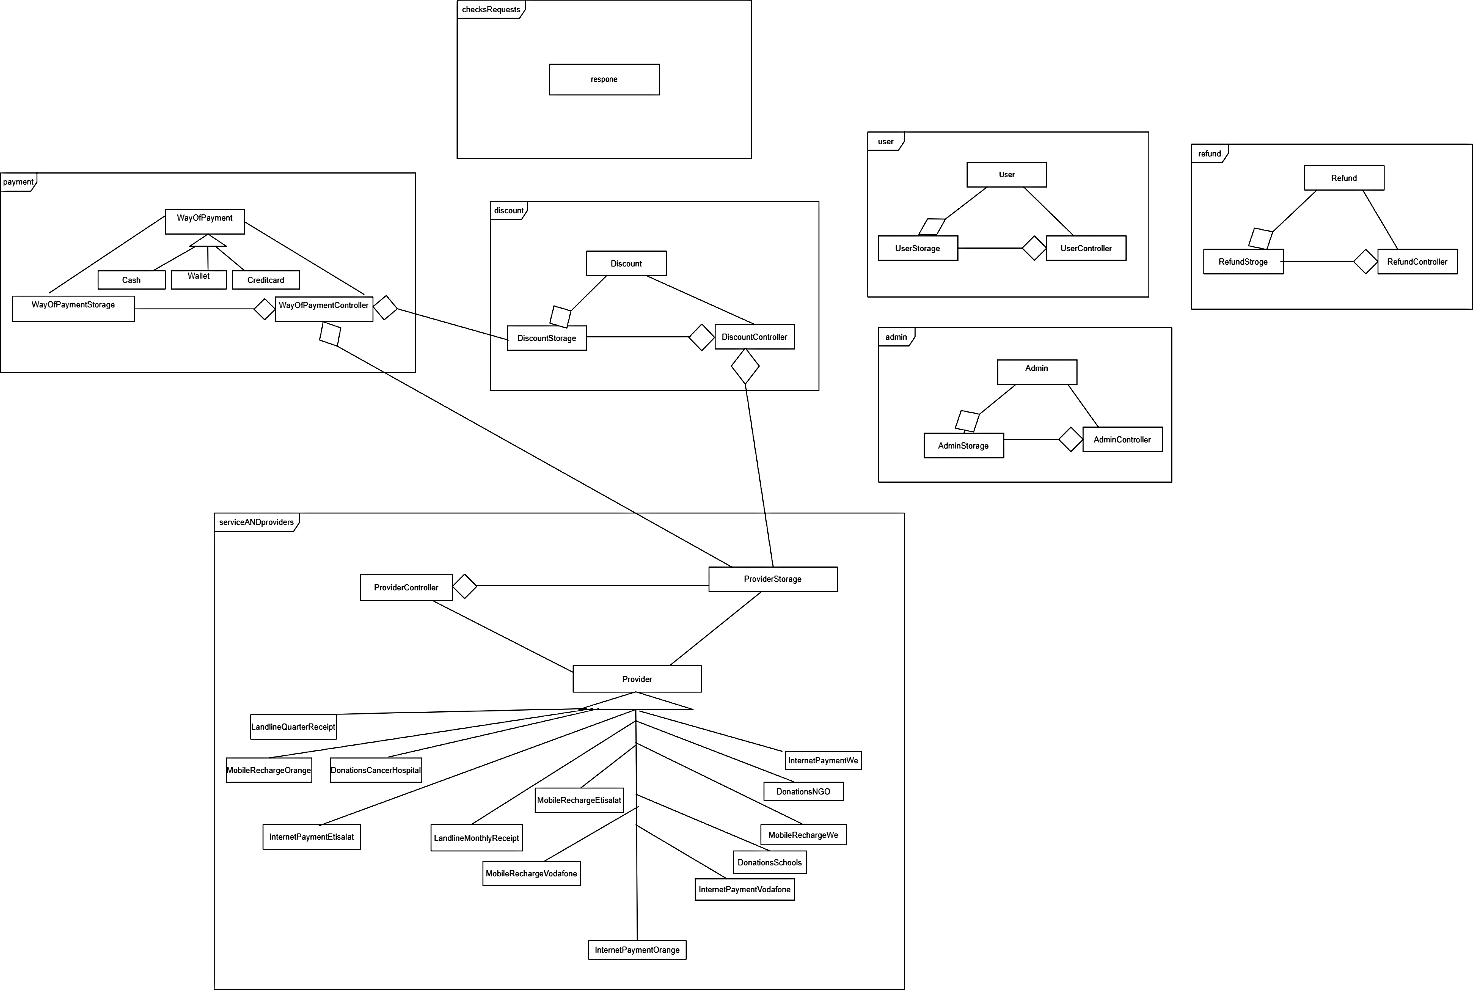 checksRequests
respone
user
User
UserStorage
UserController
refund
Refund
RefundStroge
RefundController
payment
WayOfPayment
Cash
Wallet
Creditcard
WayOfPaymentStorage
WayOfPaymentController
discount
Discount
DiscountStorage
DiscountController
admin
Admin
AdminStorage
AdminController
serviceANDproviders
ProviderController
ProviderStorage
Provider
LandlineQuarterReceipt
MobileRechargeOrange
DonationsCancerHospital
InternetPaymentWe
DonationsNGO
MobileRechargeEtisalat
InternetPaymentEtisalat
LandlineMonthlyReceipt
MobileRechargeWe
DonationsSchools
MobileRechargeVodafone
InternetPaymentVodafone
InternetPaymentOrange